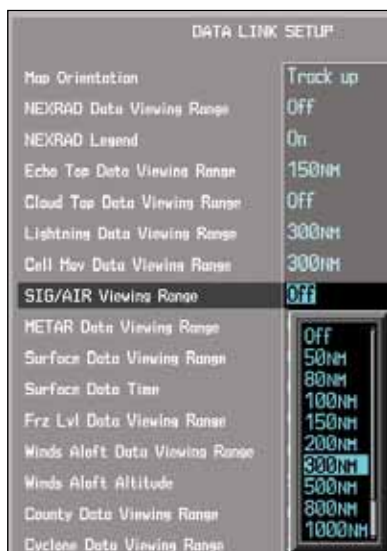 DATA LINK SETUP
Map Orientation Track up
NEXRAD Data Viewing Range Off
NEXRAD Legend On
Echo Top Data Viewing Range 150NM
Cloud Top Data Viewing Range Off
Lightning Data Viewing Range 300NM
Cell Mov Data Viewing Range 300NM
SIG/AIR Viewing Range Off
METAR Data Viewing Range
Surface Data Viewing Range
Surface Data Time
Frz Lvl Data Viewing Range
Winds Aloft Data Viewing Range
Winds Aloft Altitude
County Data Viewing Range
Cyclone Data Viewing Range
Off
50NM
80NM
100NM
150NM
200NM
300NM
500NM
800NM
1000NM